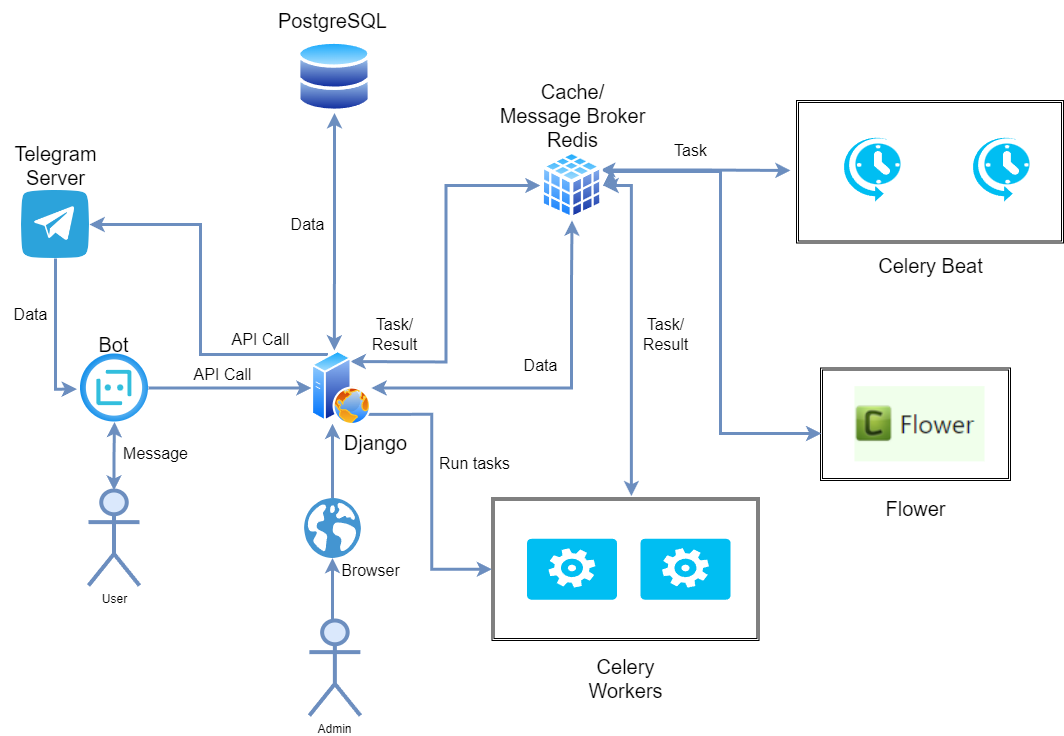 PostgreSQL
Cache/
Message Broker
Redis
Telegram
Server
Task
Data
Celery Beat
Data
Task/
Result
Task/
Result
API Call
Bot
Data
API Call
Flower
Django
Message
Run tasks
Flower
Browser
User
Celery
Workers
Admin